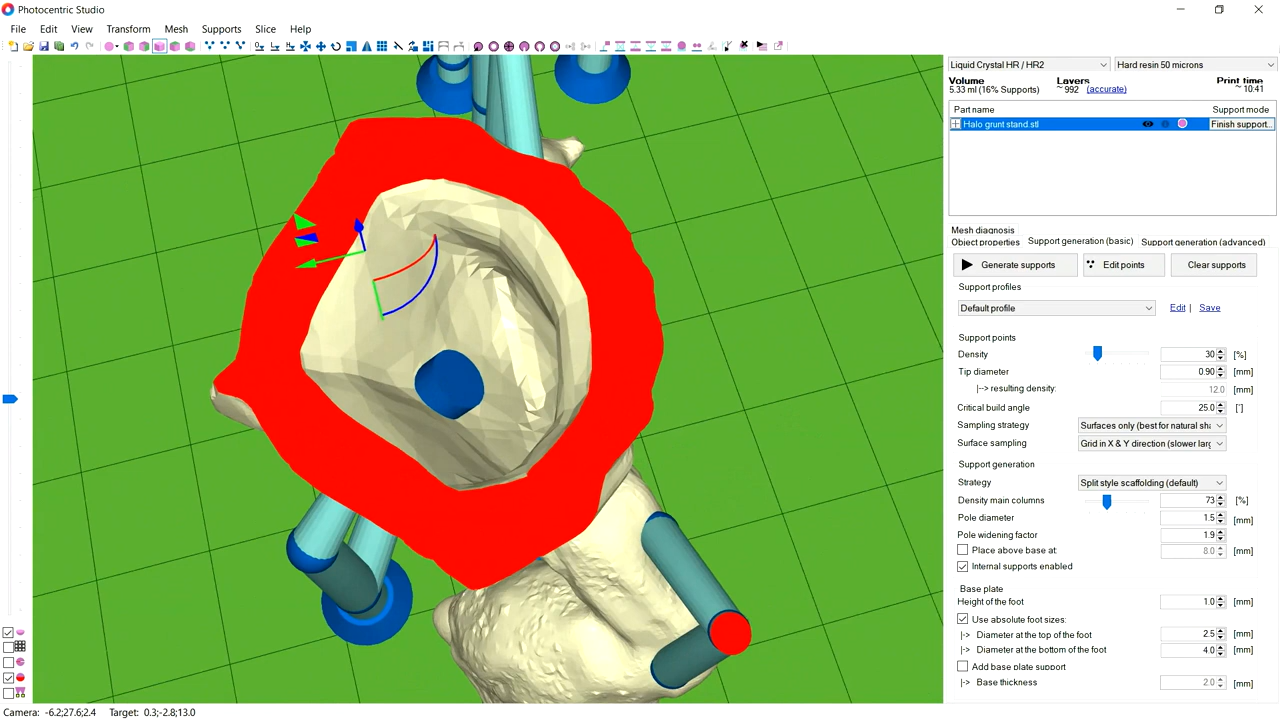 Photocentric Studio
File Edit View Transform Mesh Supports Slice Help
Liquid Crystal HR / HR2 Hard resin 50 microns
Volume Layers Print time
5.33 ml (16% Supports) ~ 992 (accurate) ~ 10:41
Part name Support mode
Halo grunt stand.stl Finish support...
Mesh diagnosis
Object properties Support generation (basic) Support generation (advanced)
Generate supports Edit points Clear supports
Support profiles
Default profile Edit | Save
Support points
Density 30 [%]
Tip diameter 0.90 [mm]
|--> resulting density: 12.0 [mm]
Critical build angle 25.0 [°]
Sampling strategy Surfaces only (best for natural sha
Surface sampling Grid in X & Y direction (slower larg
Support generation
Strategy Split style scaffolding (default)
Density main columns 73 [%]
Pole diameter 1.5 [mm]
Pole widening factor 1.9
Place above base at: 8.0 [mm]
Internal supports enabled
Base plate
Height of the foot 1.0 [mm]
Use absolute foot sizes:
|-> Diameter at the top of the foot 2.5 [mm]
|-> Diameter at the bottom of the foot 4.0 [mm]
Add base plate support
|-> Base thickness 2.0 [mm]
Camera: -6.2;27.6;2.4 Target: 0.3;-2.8;13.0